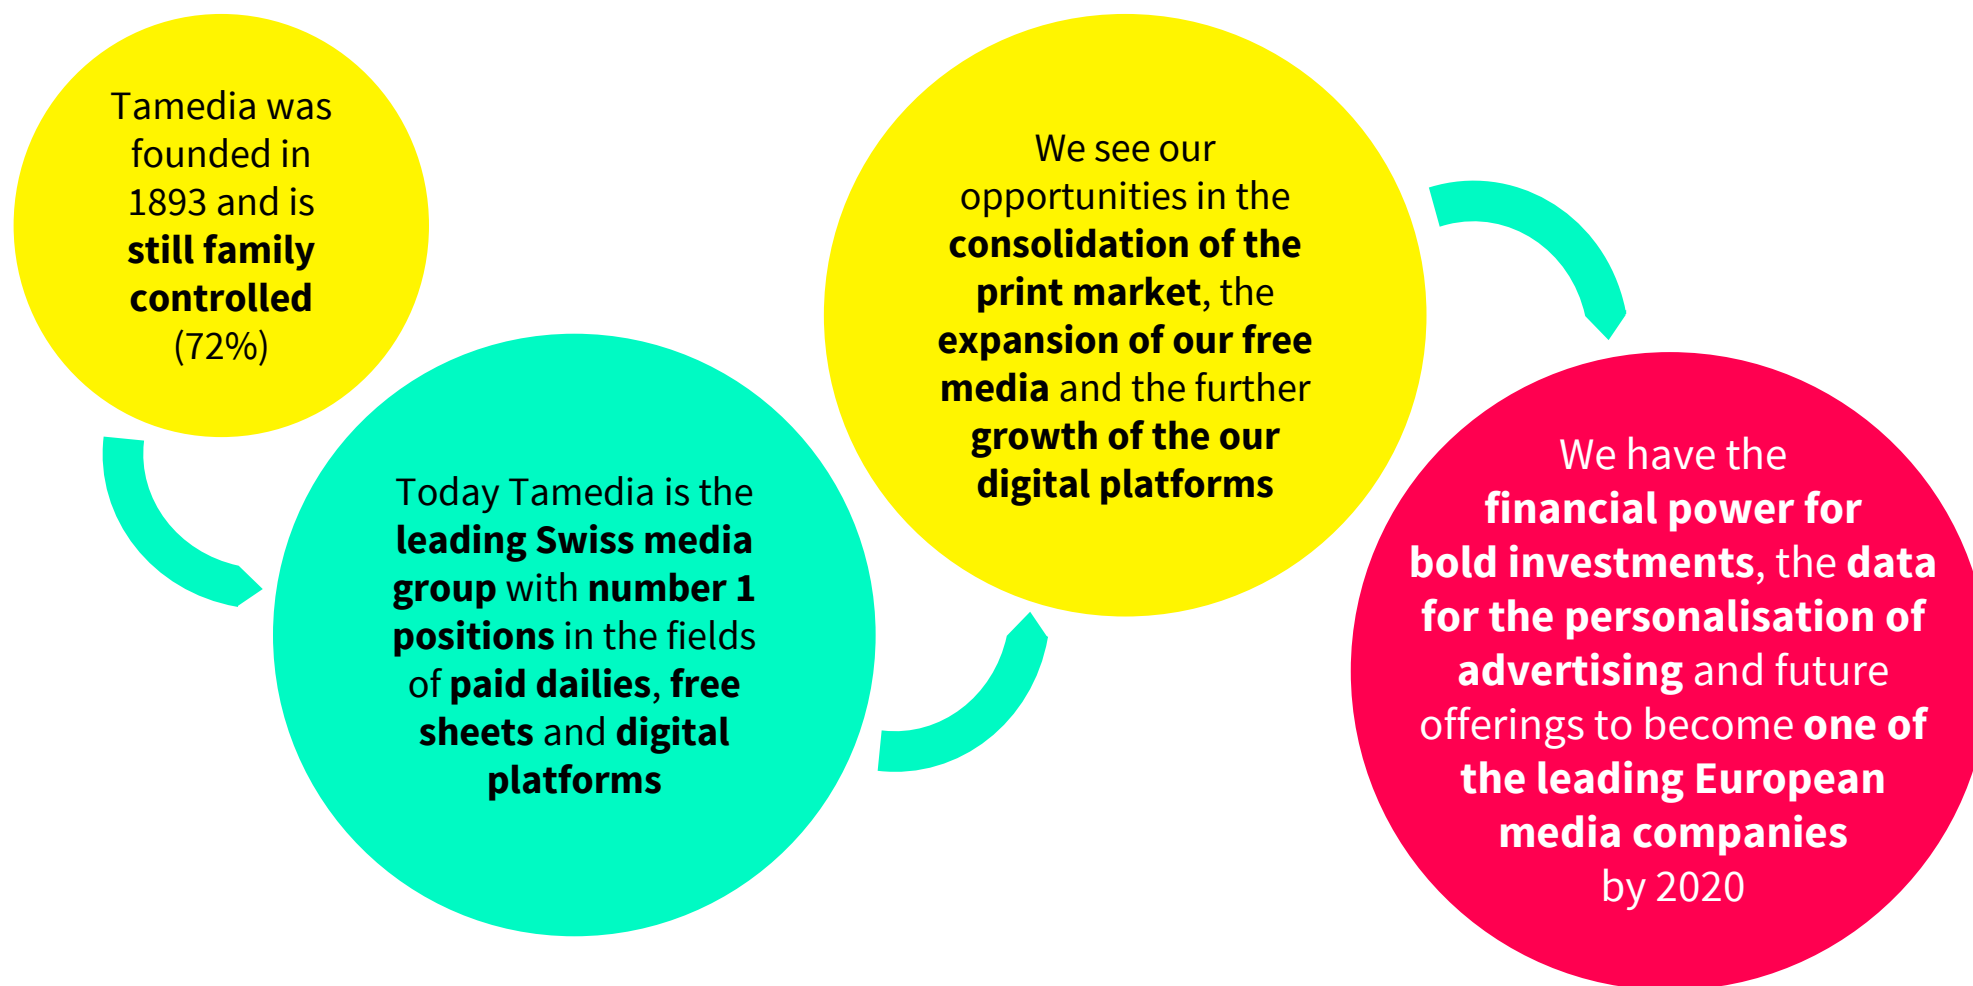 Tamedia was
founded in
1893 and is
still family
controlled
(72%)
Today Tamedia is the
leading Swiss media
group with number 1
positions in the fields
of paid dailies, free
sheets and digital
platforms
We see our
opportunities in the
consolidation of the
print market, the
expansion of our free
media and the further
growth of the our
digital platforms
We have the
financial power for
bold investments, the data
for the personalisation of
advertising and future
offerings to become one of
the leading European
media companies
by 2020